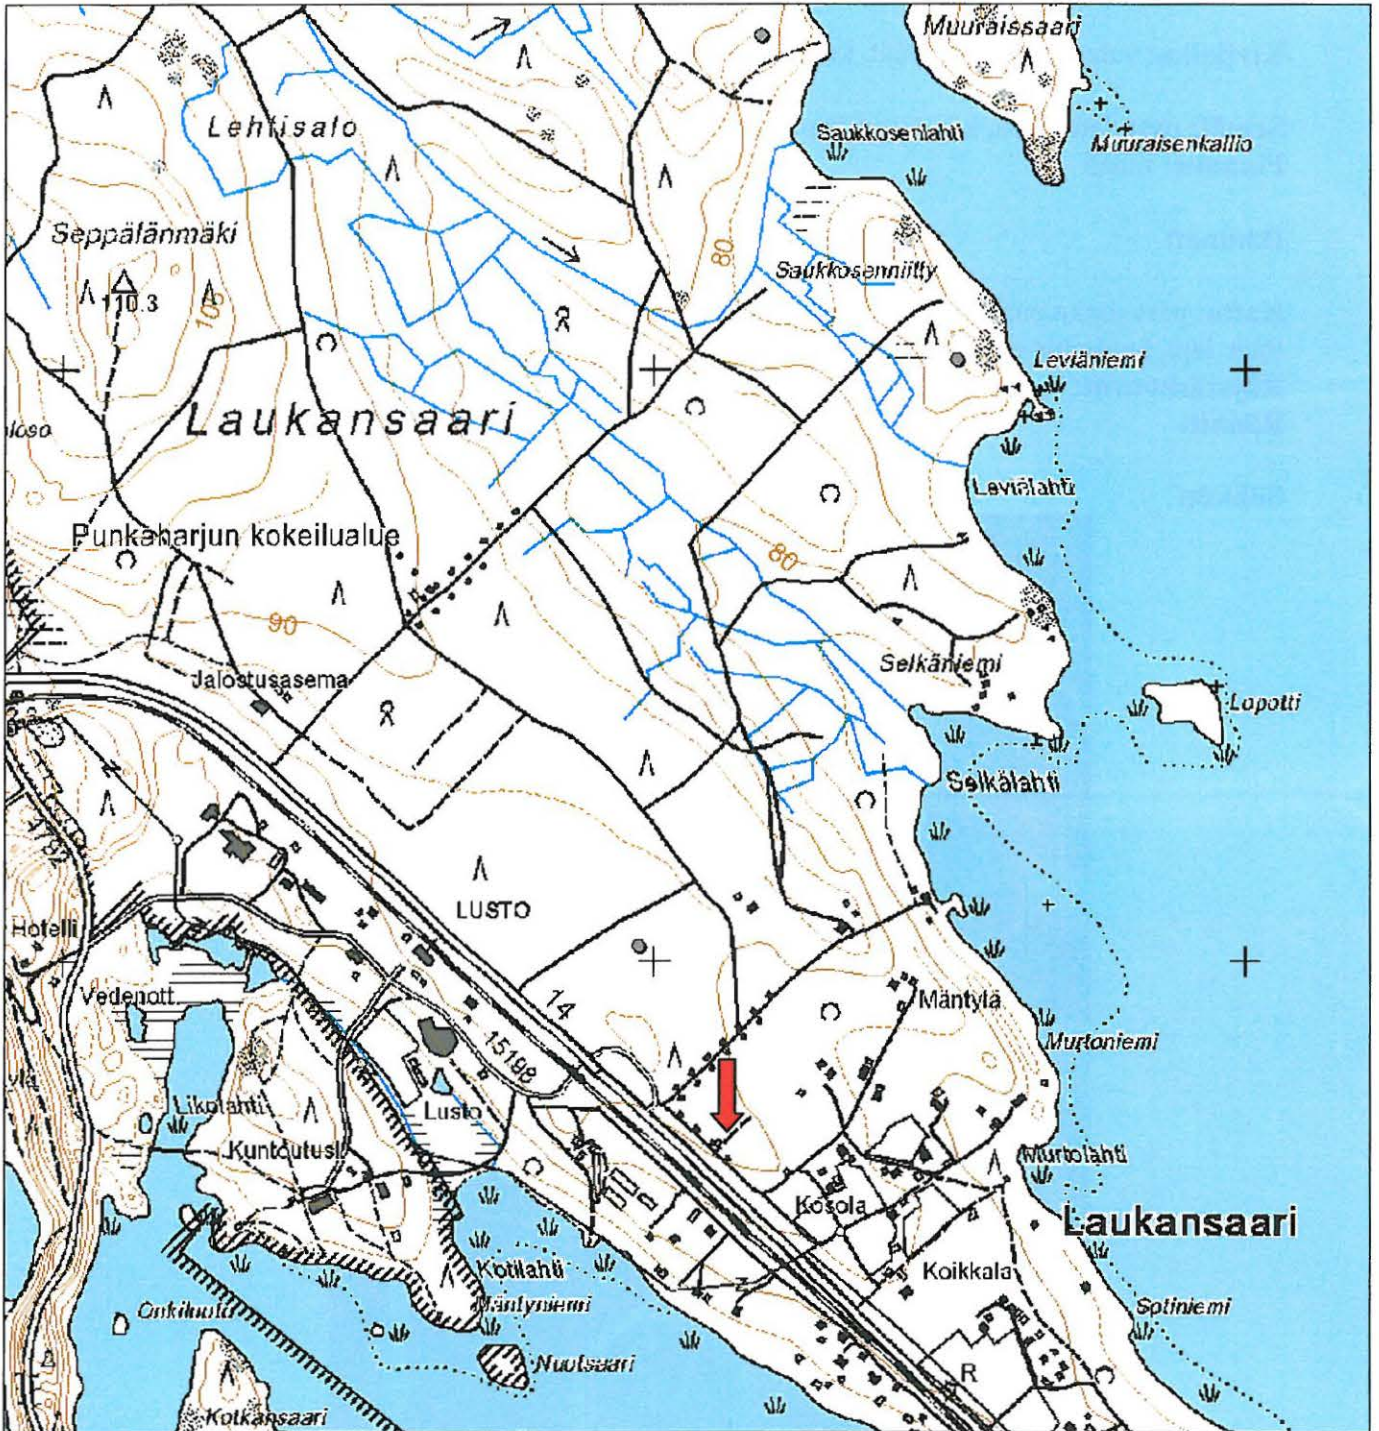 Muuraissaari
Lehtisalo
Saukkosenlahti
Muuraisenkallio
Seppälänmäki
80
Saukkosenniitty
110.3
105
Leviäniemi
Laukansaari
Leviälahti
Punkaharjun kokeilualue
80
90
Selkäniemi
Jalostusasema
Lopotti
Selkälahti
4792
LUSTO
Hotelli
Vedenott.
14
Mäntylä
15198
Murtoniemi
Likolahti
Lusto
Kuntoutusl.
Murtolahti
Kosola
Laukansaari
Kotilahti
Koikkala
Mäntyniemi
Onkiluoto
Sotiniemi
Nuotsaari
R
Kotkansaari